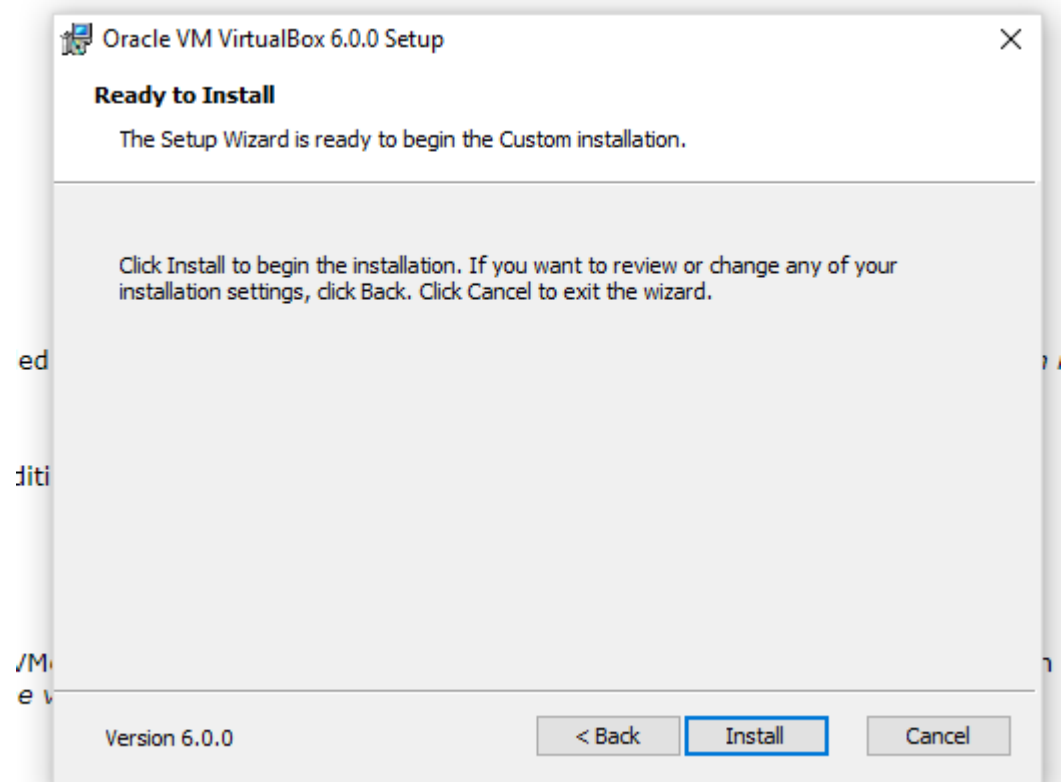 Oracle VM VirtualBox 6.0.0 Setup
Ready to Install
The Setup Wizard is ready to begin the Custom installation.
Click Install to begin the installation. If you want to review or change any of your
installation settings, click Back. Click Cancel to exit the wizard.
ed
diti
e
Version 6.0.0
< Back
Install
Cancel